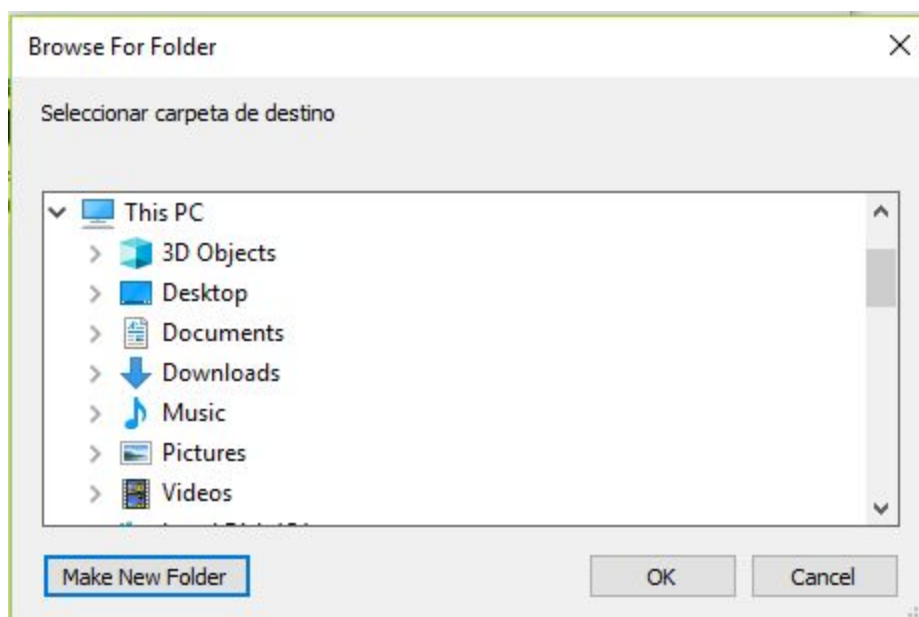 Browse For Folder
Seleccionar carpeta de destino
This PC
3D Objects
Desktop
Documents
Downloads
Music
Pictures
Videos
Make New Folder
OK
Cancel